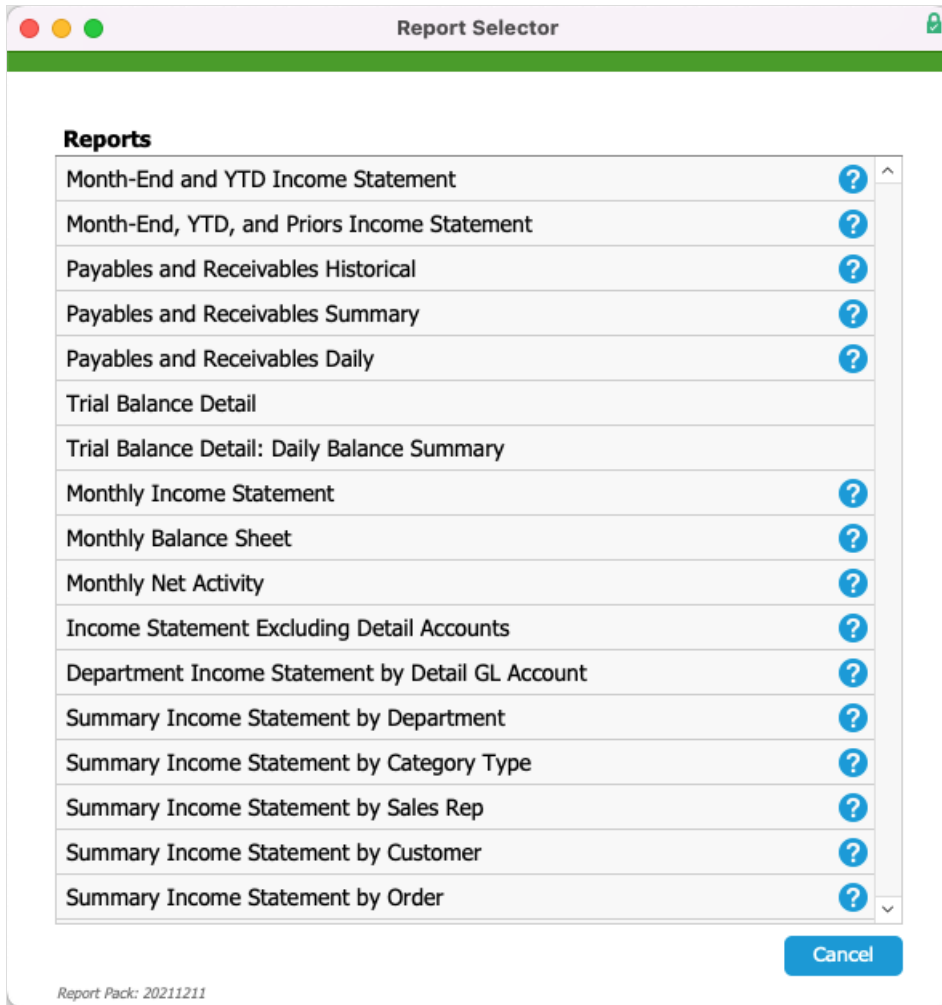 Report Selector
Reports
Month-End and YTD Income Statement
Month-End, YTD, and Priors Income Statement
Payables and Receivables Historical
Payables and Receivables Summary
Payables and Receivables Daily
Trial Balance Detail
Trial Balance Detail: Daily Balance Summary
Monthly Income Statement
Monthly Balance Sheet
Monthly Net Activity
Income Statement Excluding Detail Accounts
Department Income Statement by Detail GL Account
Summary Income Statement by Department
Summary Income Statement by Category Type
Summary Income Statement by Sales Rep
Summary Income Statement by Customer
Summary Income Statement by Order
Cancel
Report Pack: 20211211